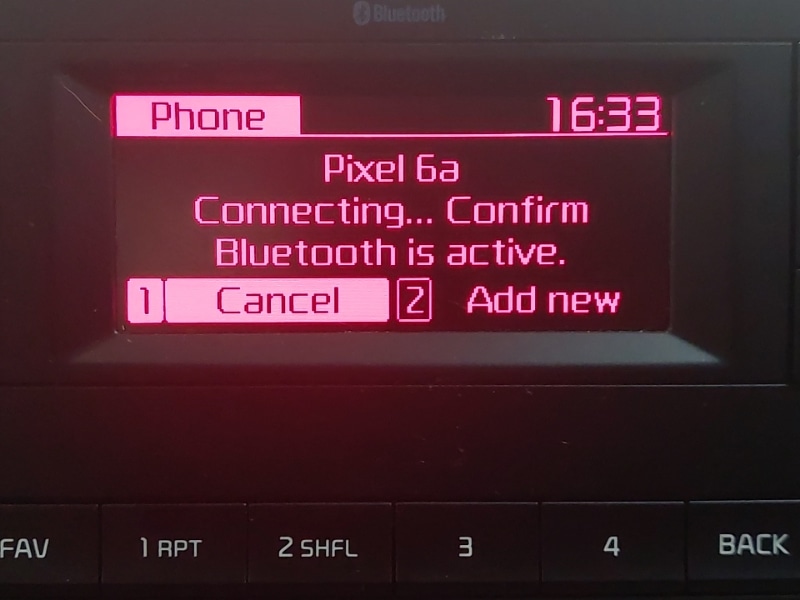 Bluetooth
Phone 16:33
Pixel 6a
Connecting... Confirm
Bluetooth is active.
1 Cancel 2 Add new
FAV 1 RPT 2 SHFL 3 4 BACK